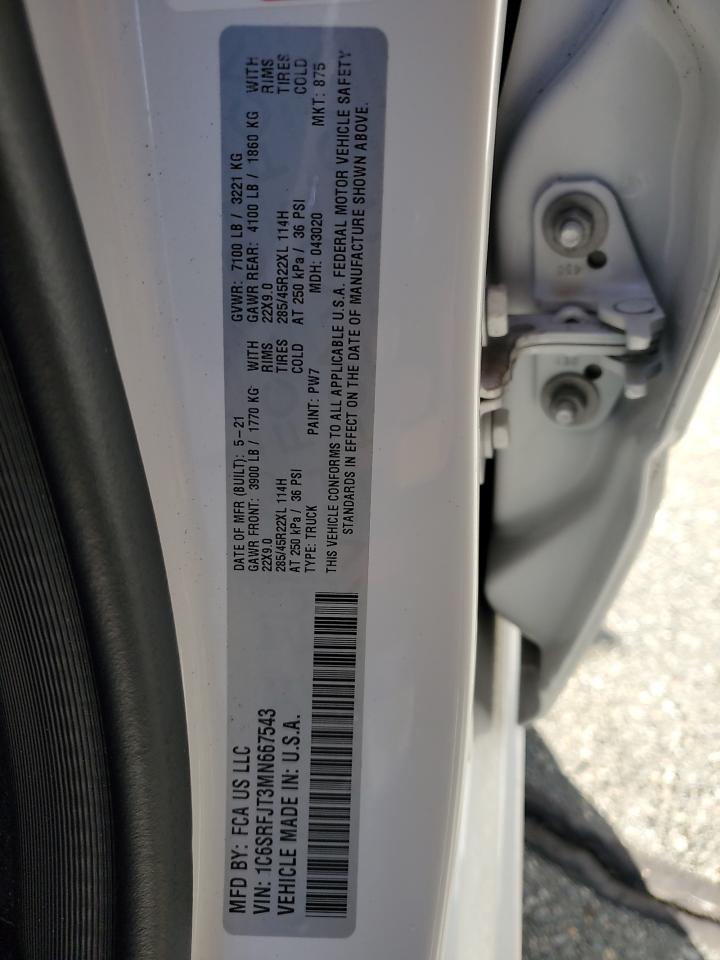 MFD BY: FCA US LLC
VIN: 1C6SRFJT3MN667543
VEHICLE MADE IN: U.S.A.
DATE OF MFR (BUILT): 5-21 GVWR: 7100 LB / 3221 KG
GAWR FRONT: 3900 LB / 1770 KG WITH GAWR REAR: 4100 LB / 1860 KG WITH
22X9.0 RIMS 22X9.0 RIMS
285/45R22XL 114H TIRES 285/45R22XL 114H TIRES
AT 250 kPa / 36 PSI COLD AT 250 kPa / 36 PSI COLD
TYPE: TRUCK PAINT: PW7 MDH: 043020 MKT: 875
THIS VEHICLE CONFORMS TO ALL APPLICABLE U.S.A. FEDERAL MOTOR VEHICLE SAFETY
STANDARDS IN EFFECT ON THE DATE OF MANUFACTURE SHOWN ABOVE.